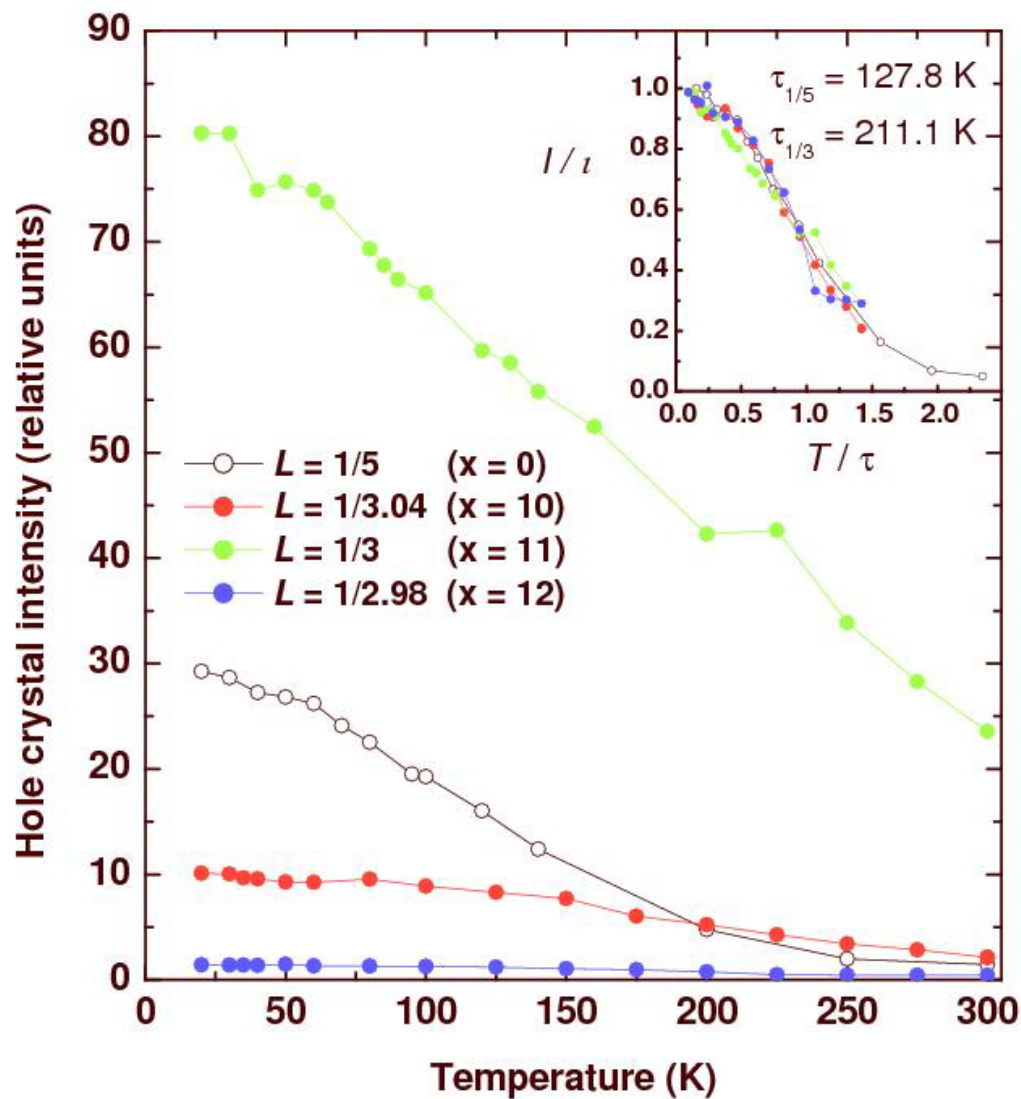 Hole crystal intensity (relative units)
90
80
70
60
50
40
30
20
10
0
0 50 100 150 200 250 300
Temperature (K)
L = 1/5 (x = 0)
L = 1/3.04 (x = 10)
L = 1/3 (x = 11)
L = 1/2.98 (x = 12)
τ1/5 = 127.8 K
τ1/3 = 211.1 K
I / ι
1.0
0.8
0.6
0.4
0.2
0.0
0.0 0.5 1.0 1.5 2.0
T / τ